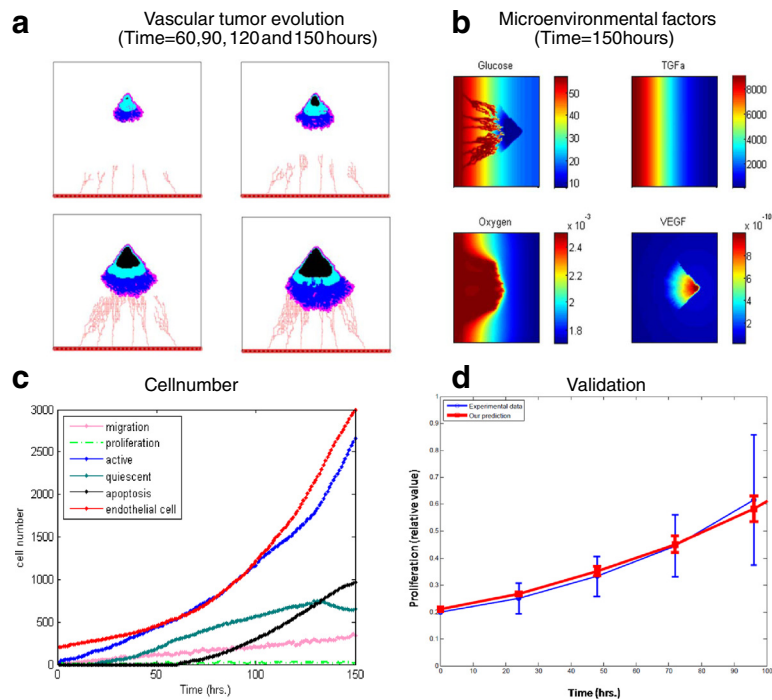 a
Vascular tumor evolution
(Time=60,90, 120 and 150 hours)
b
Microenvironmental factors
(Time=150hours)
Glucose
50
40
30
20
10
TGFa
8000
6000
4000
2000
Oxygen
x 10⁻³
2.4
2.2
2
1.8
VEGF
x 10⁻¹⁰
8
6
4
2
c
Cellnumber
3000
2500
2000
1500
1000
500
0
cell number
migration
proliferation
active
quiescent
apoptosis
endothelial cell
0
50
100
150
Time (hrs.)
d
Validation
Experimental data
Our prediction
1
0.9
0.8
0.7
0.6
0.5
0.4
0.3
0.2
0.1
0
Proliferation (relative value)
0
10
20
30
40
50
60
70
80
90
100
Time (hrs.)